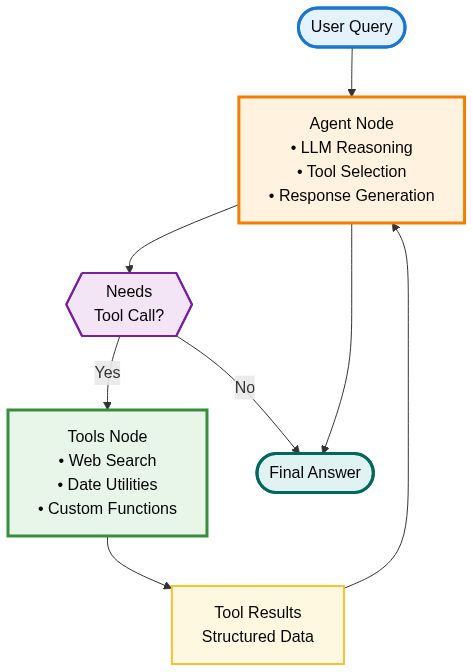 User Query
Agent Node
• LLM Reasoning
• Tool Selection
• Response Generation
Needs
Tool Call?
Yes
No
Tools Node
• Web Search
• Date Utilities
• Custom Functions
Final Answer
Tool Results
Structured Data